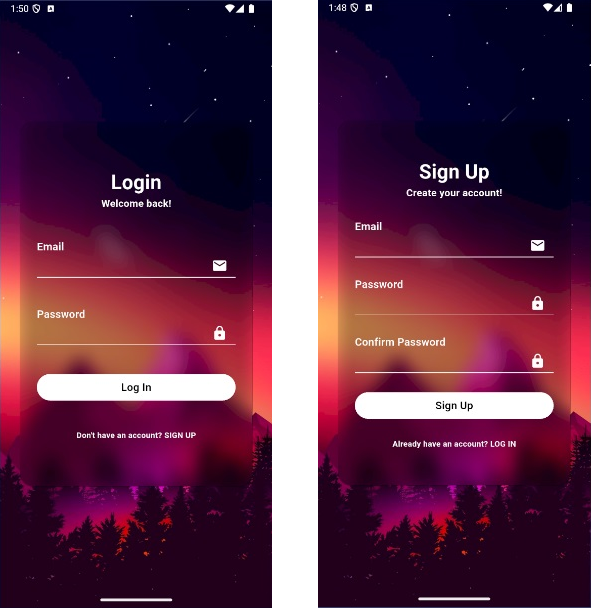 1:50
Login
Welcome back!
Email
Password
Log In
Don't have an account? SIGN UP
1:48
Sign Up
Create your account!
Email
Password
Confirm Password
Sign Up
Already have an account? LOG IN